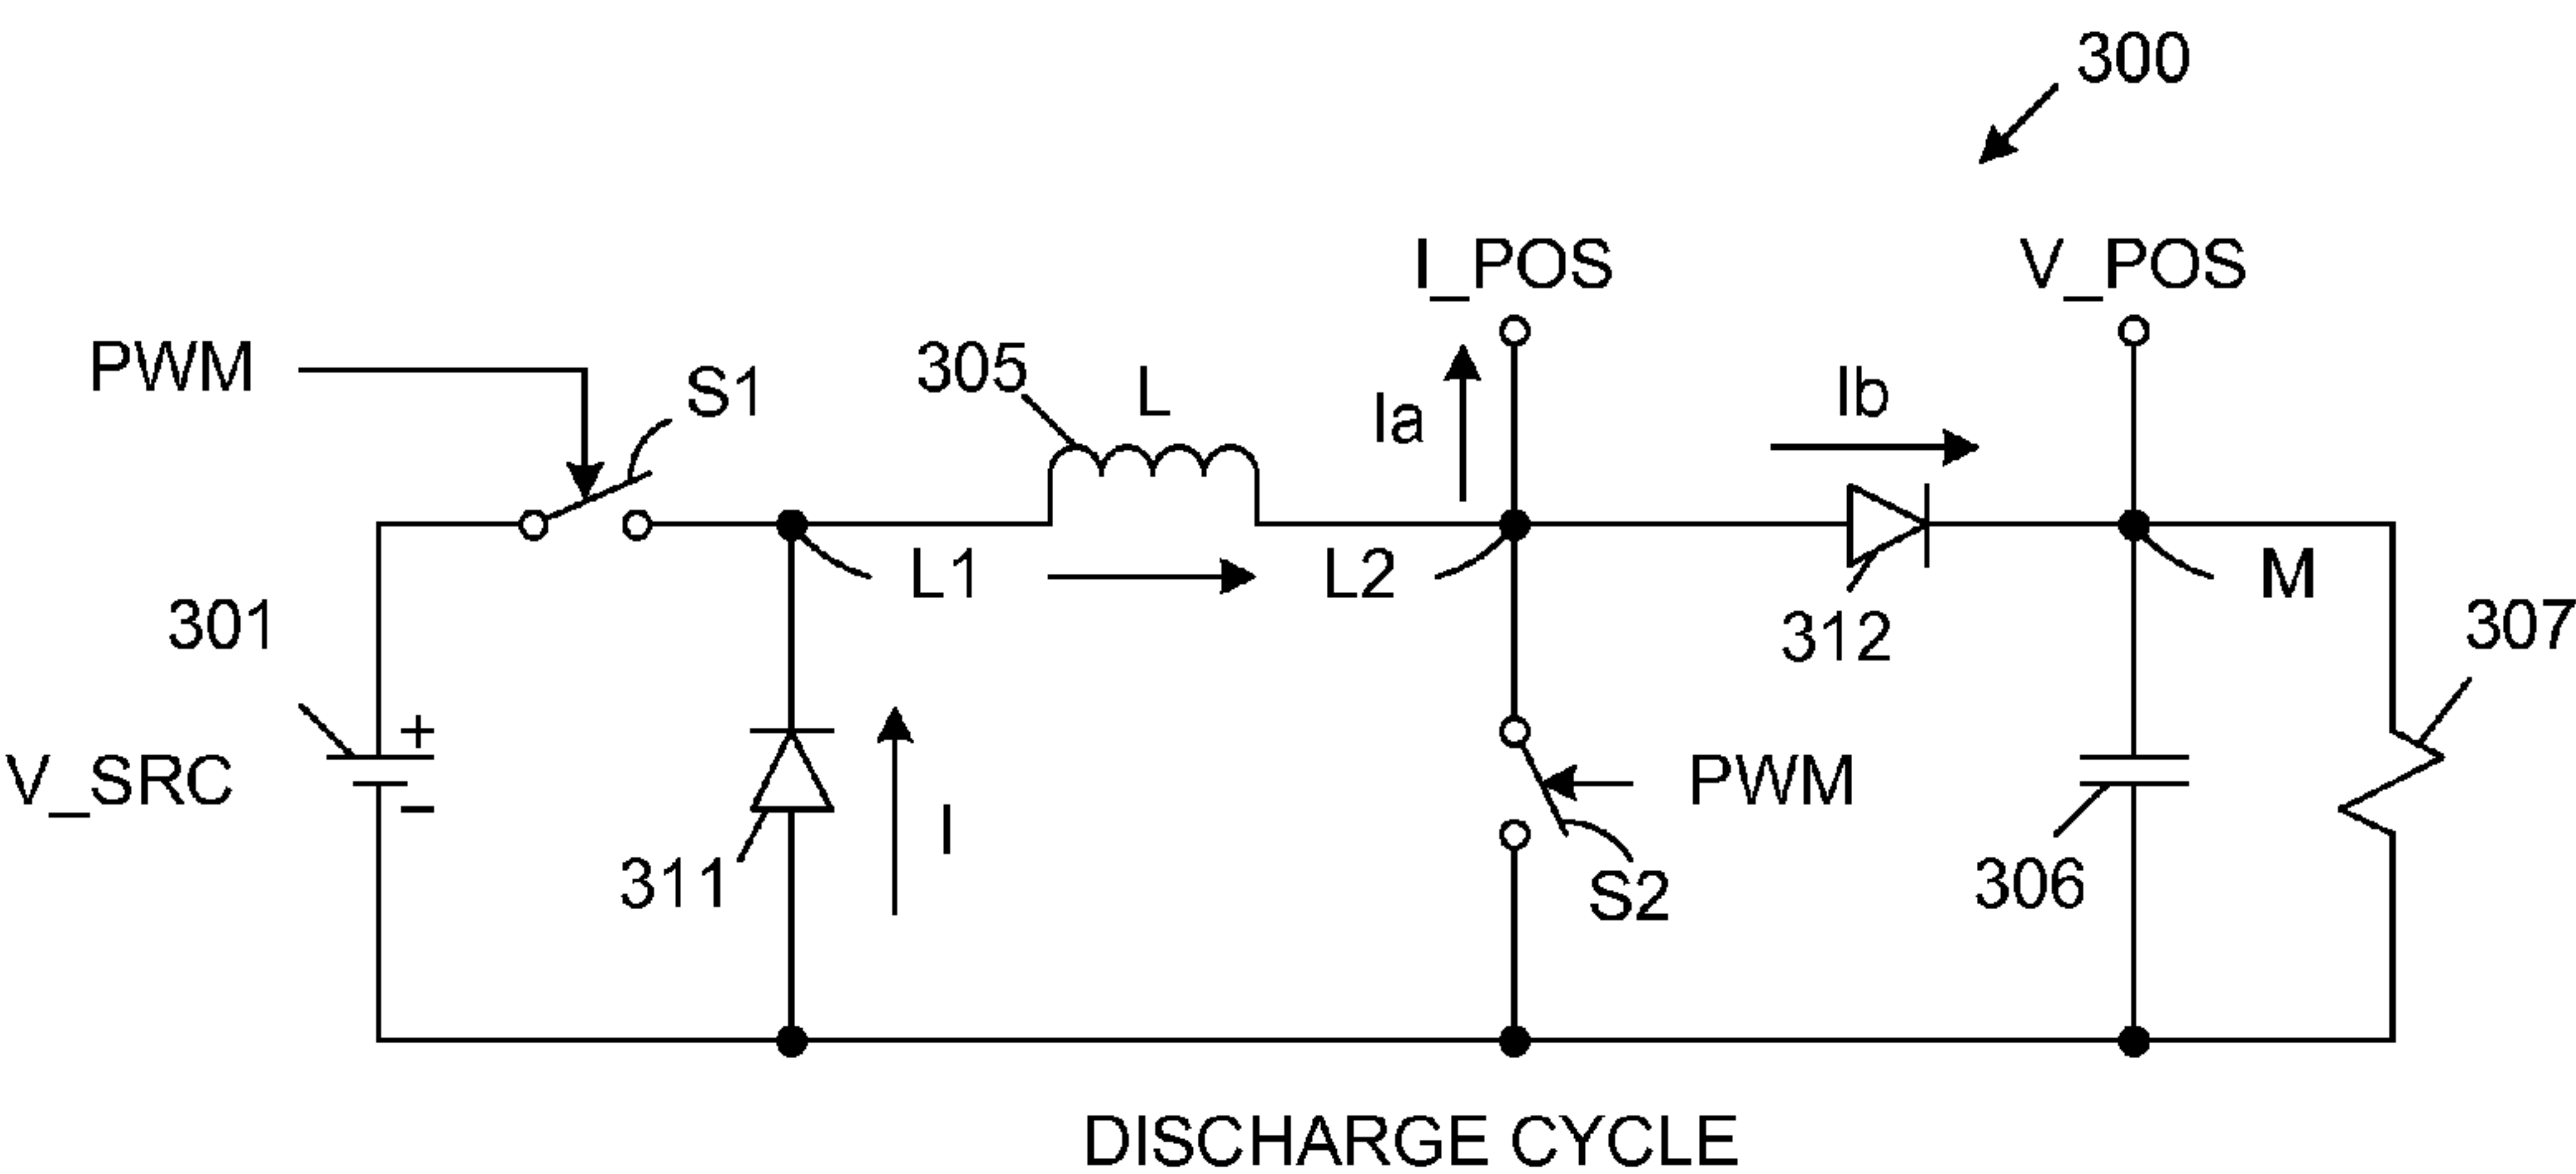 300
I_POS
V_POS
PWM
S1
305
L
Ia
Ib
L1
L2
M
301
312
307
+
V_SRC
−
PWM
I
311
S2
306
DISCHARGE CYCLE